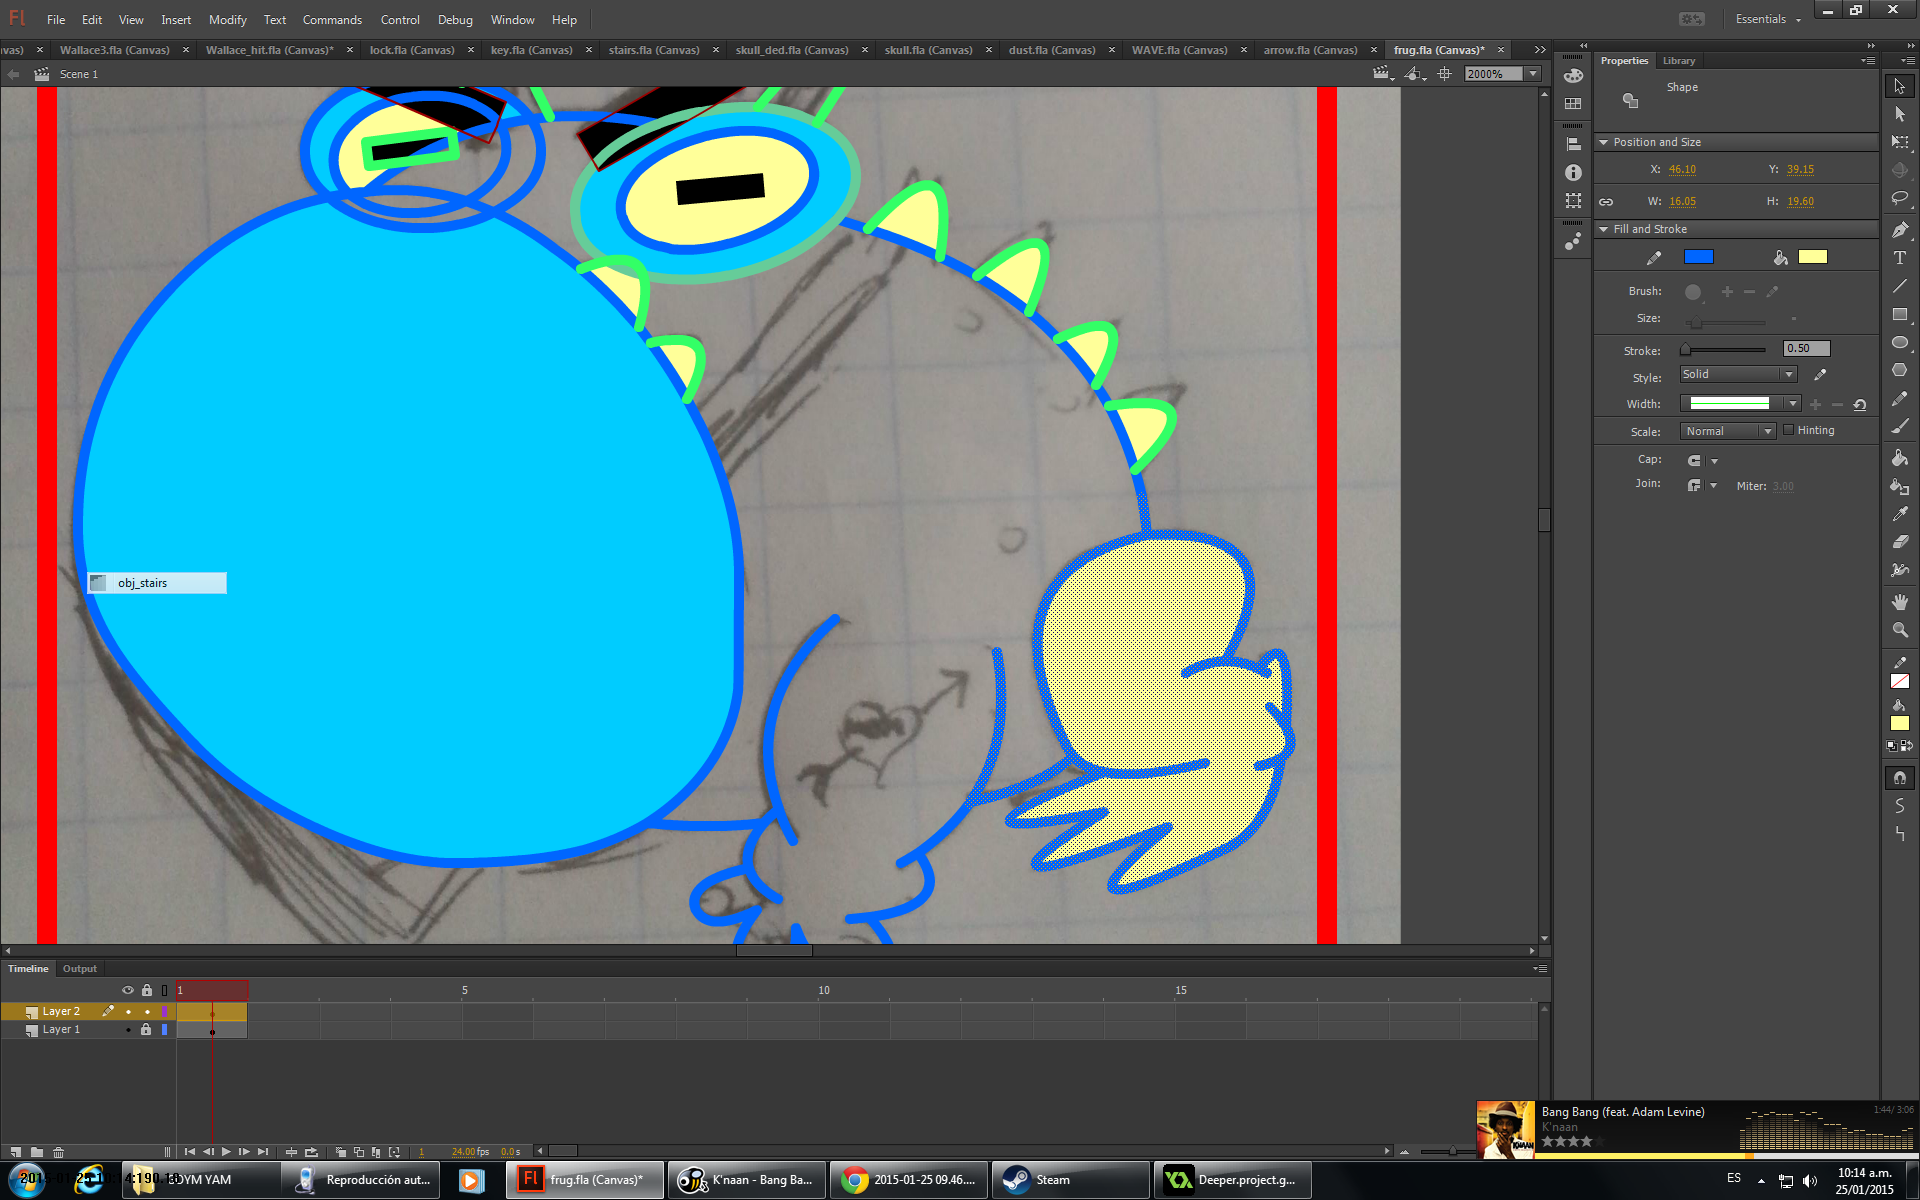 Fl File Edit View Insert Modify Text Commands Control Debug Window Help Essentials
vas) × Wallace3.fla (Canvas) × Wallace_hit.fla (Canvas)* × lock.fla (Canvas) × key.fla (Canvas) × stairs.fla (Canvas) × skull_ded.fla (Canvas) × skull.fla (Canvas) × dust.fla (Canvas) × WAVE.fla (Canvas) × arrow.fla (Canvas) × frug.fla (Canvas)* ×
Scene 1 2000%
Properties Library
Shape
Position and Size
X: 46.10 Y: 39.15
W: 16.05 H: 19.60
Fill and Stroke
Brush:
Size: -
Stroke: 0.50
Style: Solid
Width:
Scale: Normal Hinting
Cap:
Join: Miter: 3.00
obj_stairs
Timeline Output
1 5 10 15
Layer 2
Layer 1
1 24.00 fps 0.0 s
Bang Bang (feat. Adam Levine) 1:44/ 3:06
K'naan
BDYM YAM
Reproducción aut...
Fl frug.fla (Canvas)*
K'naan - Bang Ba...
2015-01-25 09.46....
Steam
Deeper.project.g...
ES
10:14 a.m.
25/01/2015